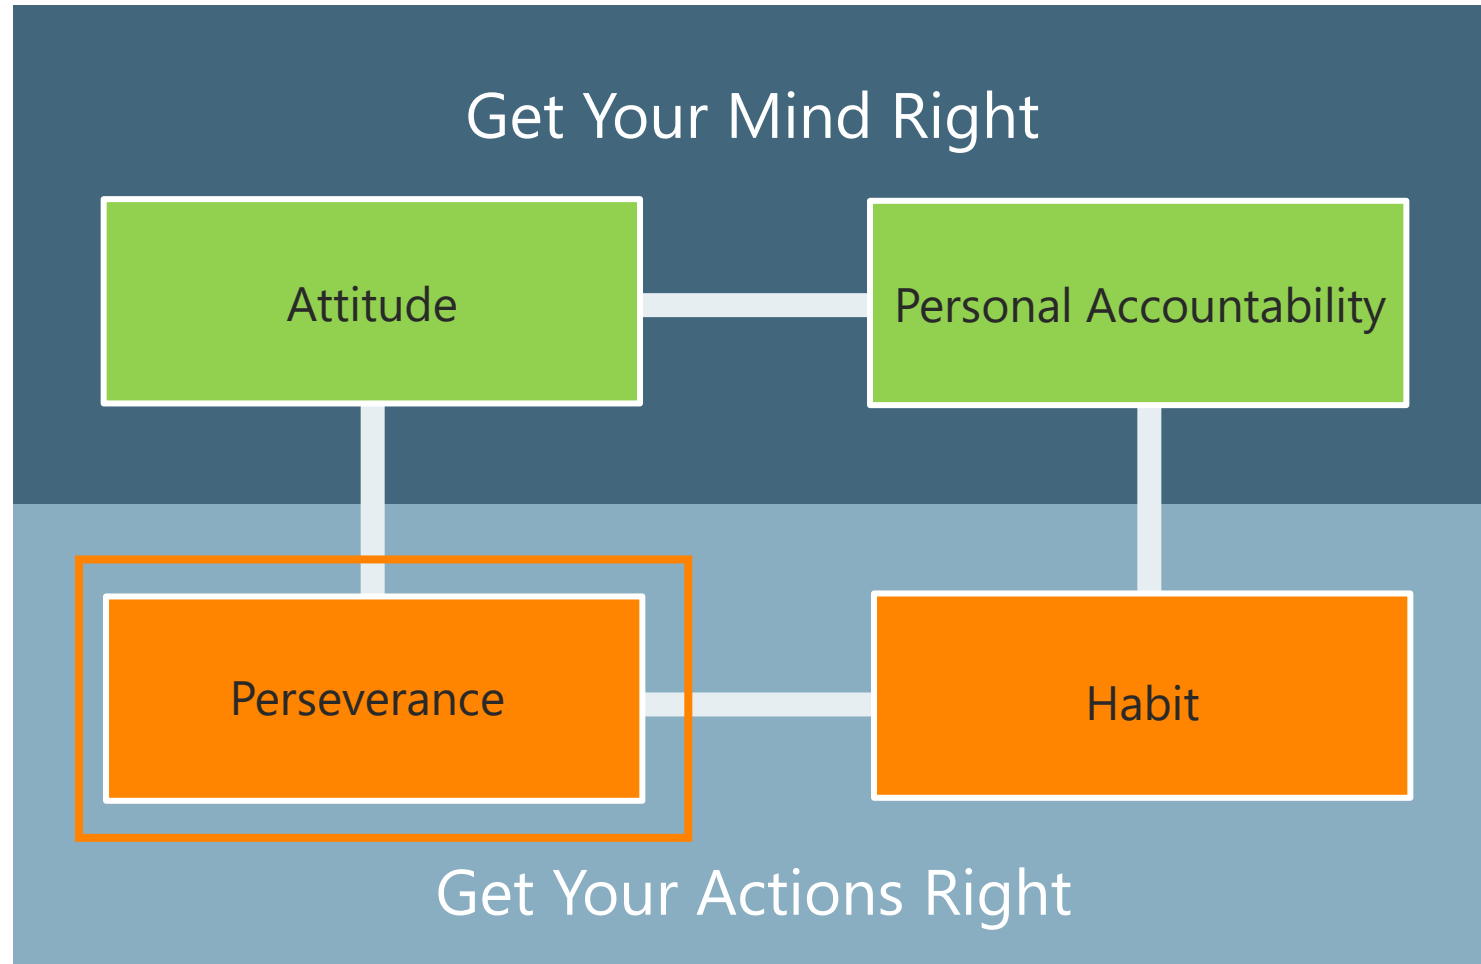 Get Your Mind Right
Attitude
Personal Accountability
Perseverance
Habit
Get Your Actions Right